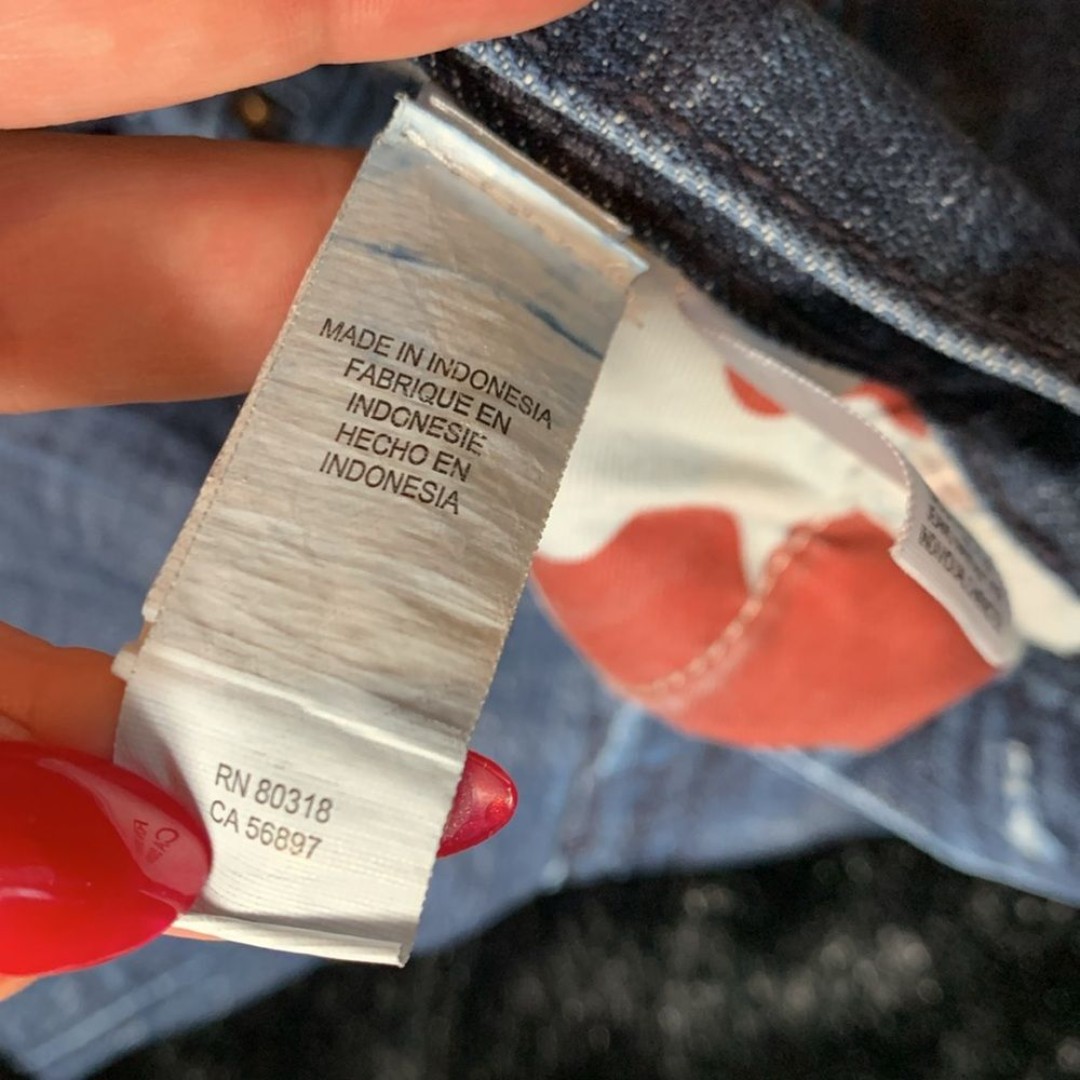 MADE IN INDONESIA
FABRIQUE EN
INDONESIE
HECHO EN
INDONESIA
RN 80318
CA 56897